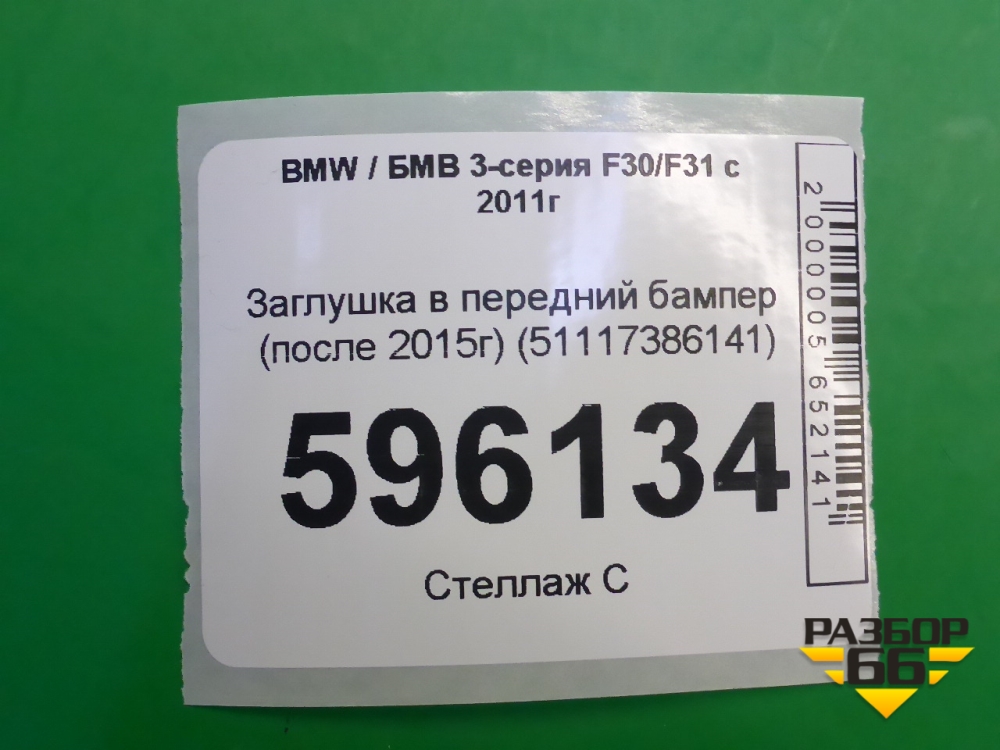 BMW / БМВ 3-серия F30/F31 с
2011г
Заглушка в передний бампер
(после 2015г) (51117386141)
596134
Стеллаж С
2000005652141
РАЗБОР
66